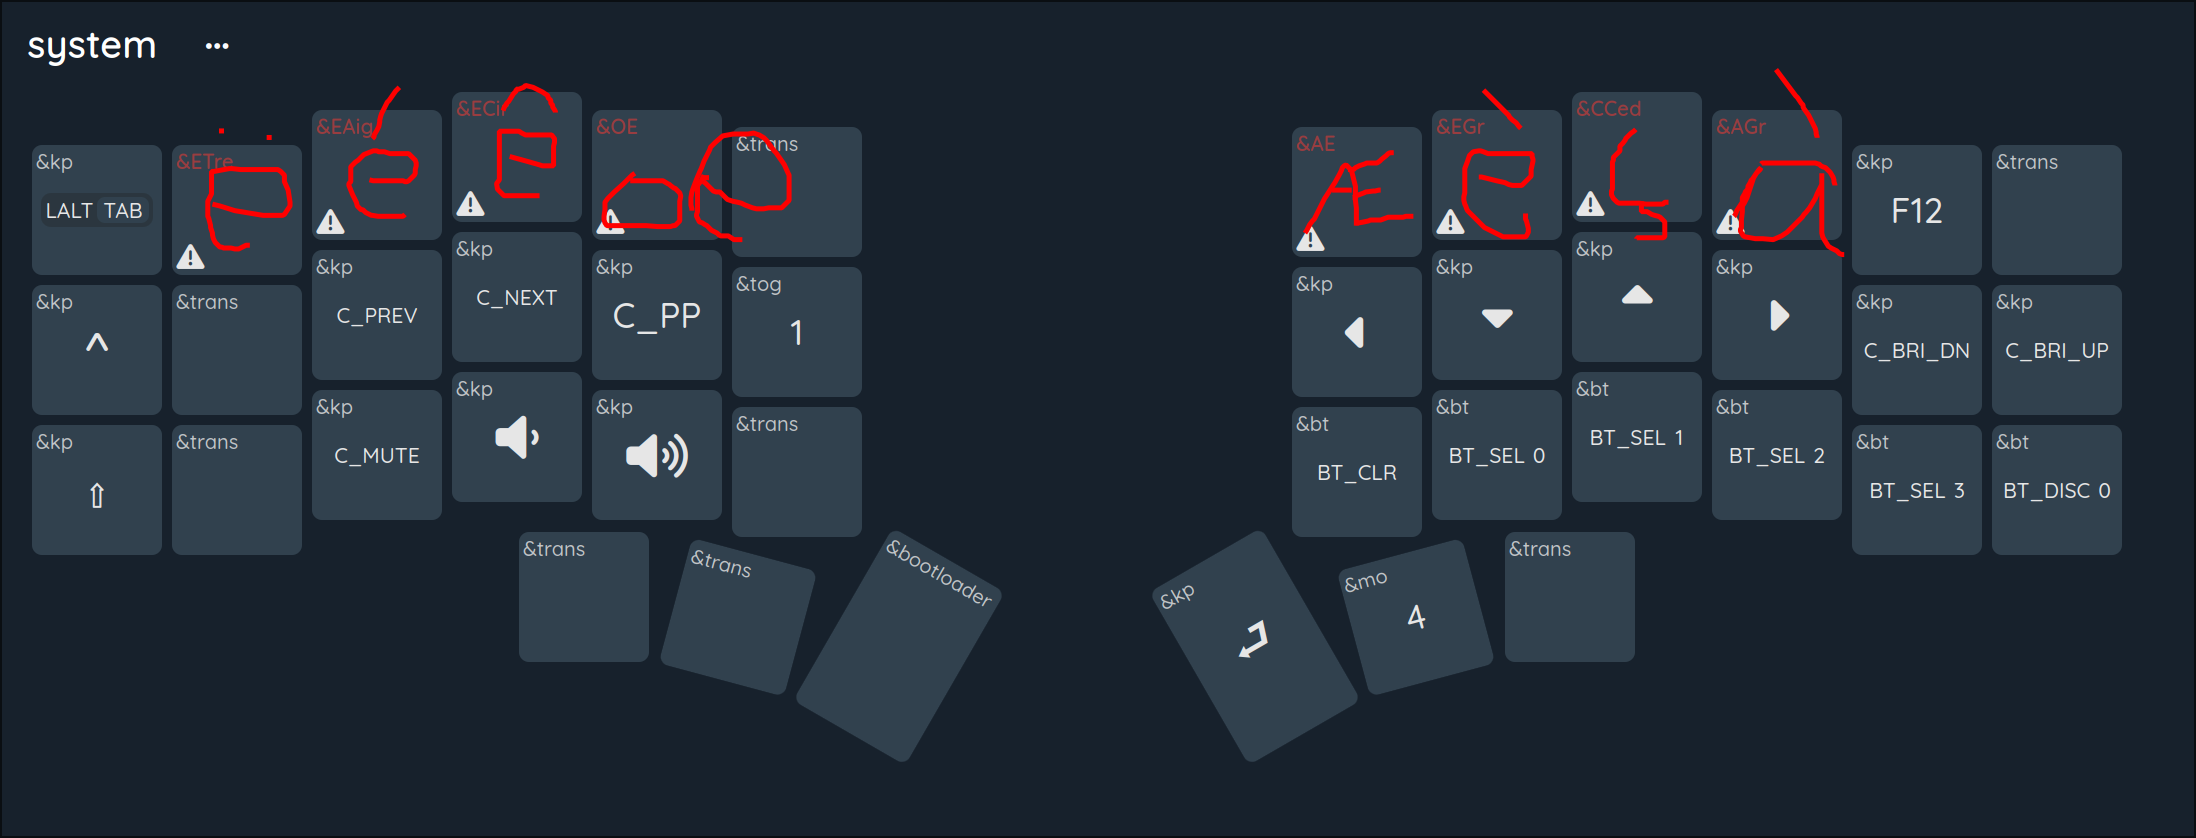 system ...
&kp &ETre &EAig &ECir &OE &trans &AE &EGr &CCed &AGr &kp &trans
ë é ê œ Æ è ç à
LALT TAB F12
&kp &trans &kp &kp &kp &tog &kp &kp &kp &kp &kp &kp
^ C_PREV C_NEXT C_PP 1 C_BRI_DN C_BRI_UP
&kp &trans &kp &kp &kp &trans &bt &bt &bt &bt &bt &bt
⇧ C_MUTE BT_CLR BT_SEL 0 BT_SEL 1 BT_SEL 2 BT_SEL 3 BT_DISC 0
&trans &trans &bootloader &kp &mo &trans
4